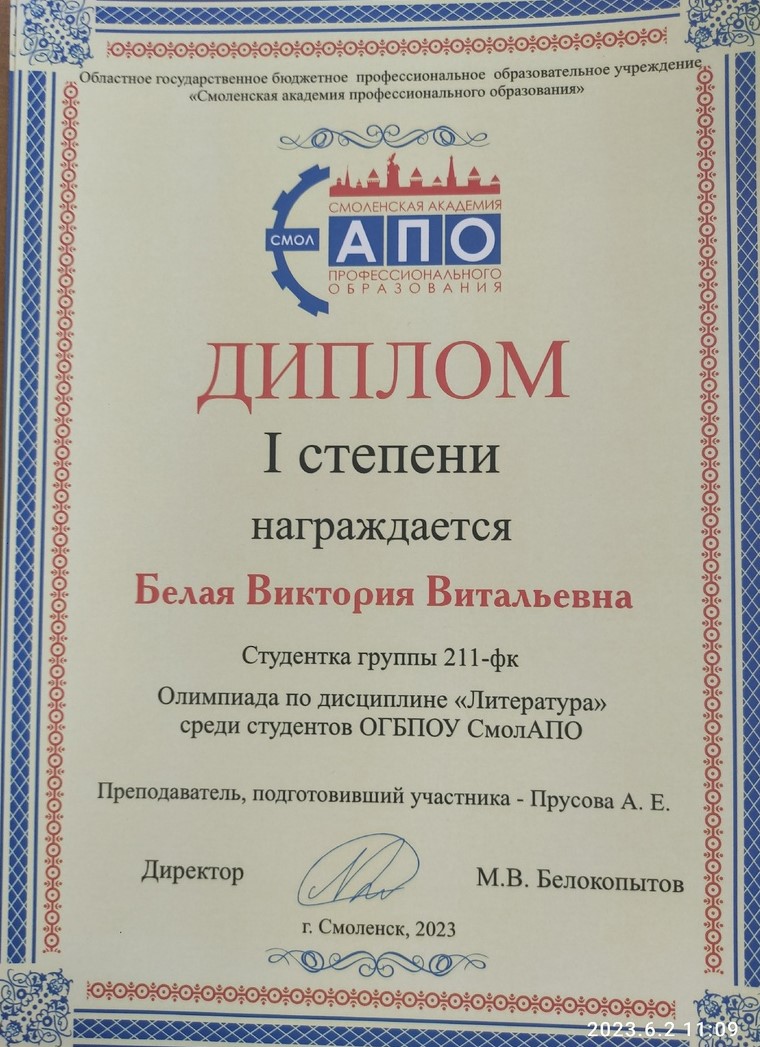 Областное государственное бюджетное профессиональное образовательное учреждение
«Смоленская академия профессионального образования»
СМОЛЕНСКАЯ АКАДЕМИЯ
СМОЛ АПО
ПРОФЕССИОНАЛЬНОГО
ОБРАЗОВАНИЯ
ДИПЛОМ
I степени
награждается
Белая Виктория Витальевна
Студентка группы 211-фк
Олимпиада по дисциплине «Литература»
среди студентов ОГБПОУ СмолАПО
Преподаватель, подготовивший участника - Прусова А. Е.
Директор М.В. Белокопытов
г. Смоленск, 2023
2023.6.2 11:09